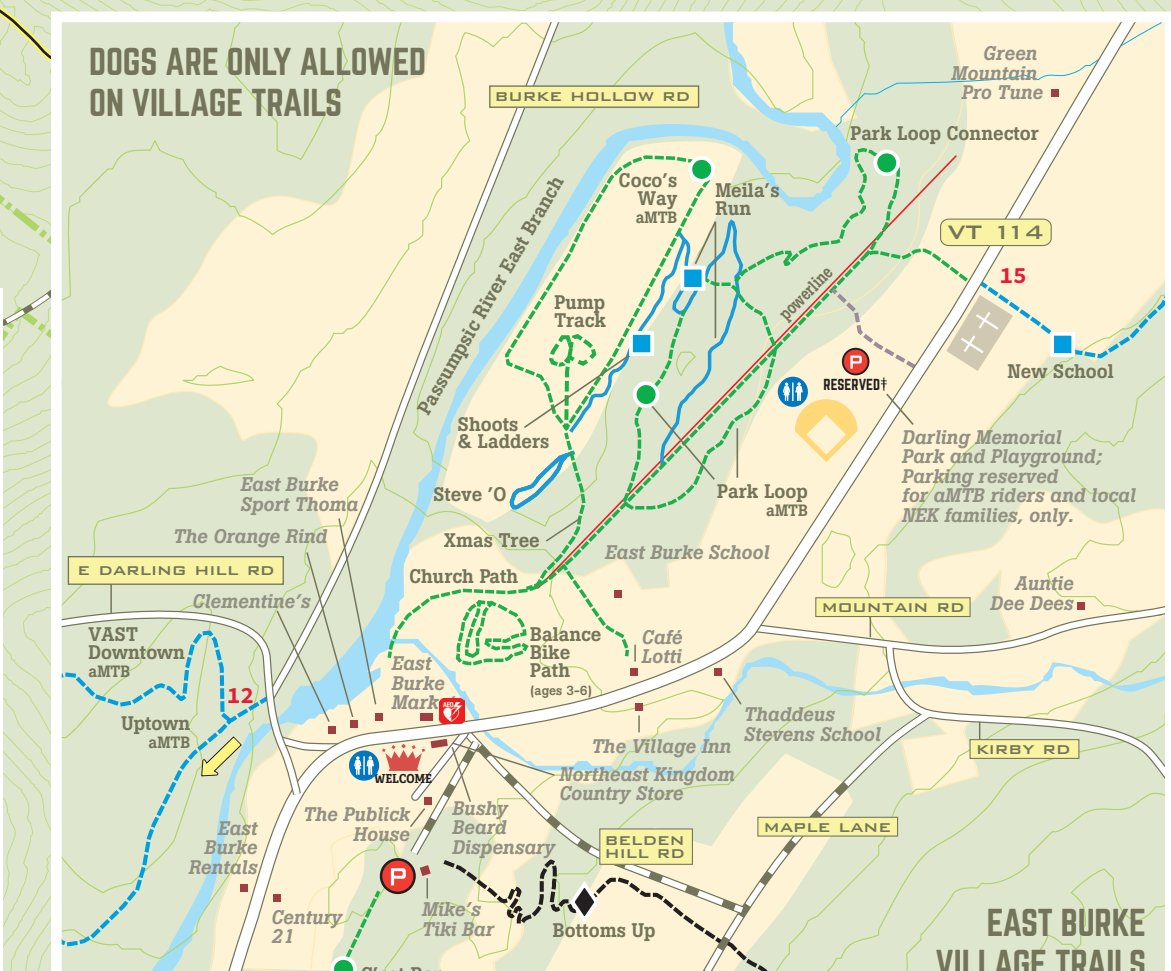 DOGS ARE ONLY ALLOWED
ON VILLAGE TRAILS
BURKE HOLLOW RD
Green
Mountain
Pro Tune
Park Loop Connector
Coco's
Way
aMTB
Meila's
Run
VT 114
15
Passumpsic River East Branch
Pump
Track
powerline
P
RESERVED‡
New School
Shoots
& Ladders
Darling Memorial
Park and Playground;
Parking reserved
for aMTB riders and local
NEK families, only.
Steve 'O
Park Loop
aMTB
East Burke
Sport Thoma
The Orange Rind
Xmas Tree
East Burke School
E DARLING HILL RD
Church Path
Clementine's
Auntie
Dee Dees
MOUNTAIN RD
VAST
Downtown
aMTB
Balance
Bike
Path
(ages 3-6)
Café
Lotti
East
Burke
Mark
AED
12
Uptown
aMTB
Thaddeus
Stevens School
The Village Inn
KIRBY RD
WELCOME
Northeast Kingdom
Country Store
The Publick
House
Bushy
Beard
Dispensary
MAPLE LANE
BELDEN
HILL RD
East
Burke
Rentals
P
Century
21
Mike's
Tiki Bar
Bottoms Up
EAST BURKE
VILLAGE TRAILS